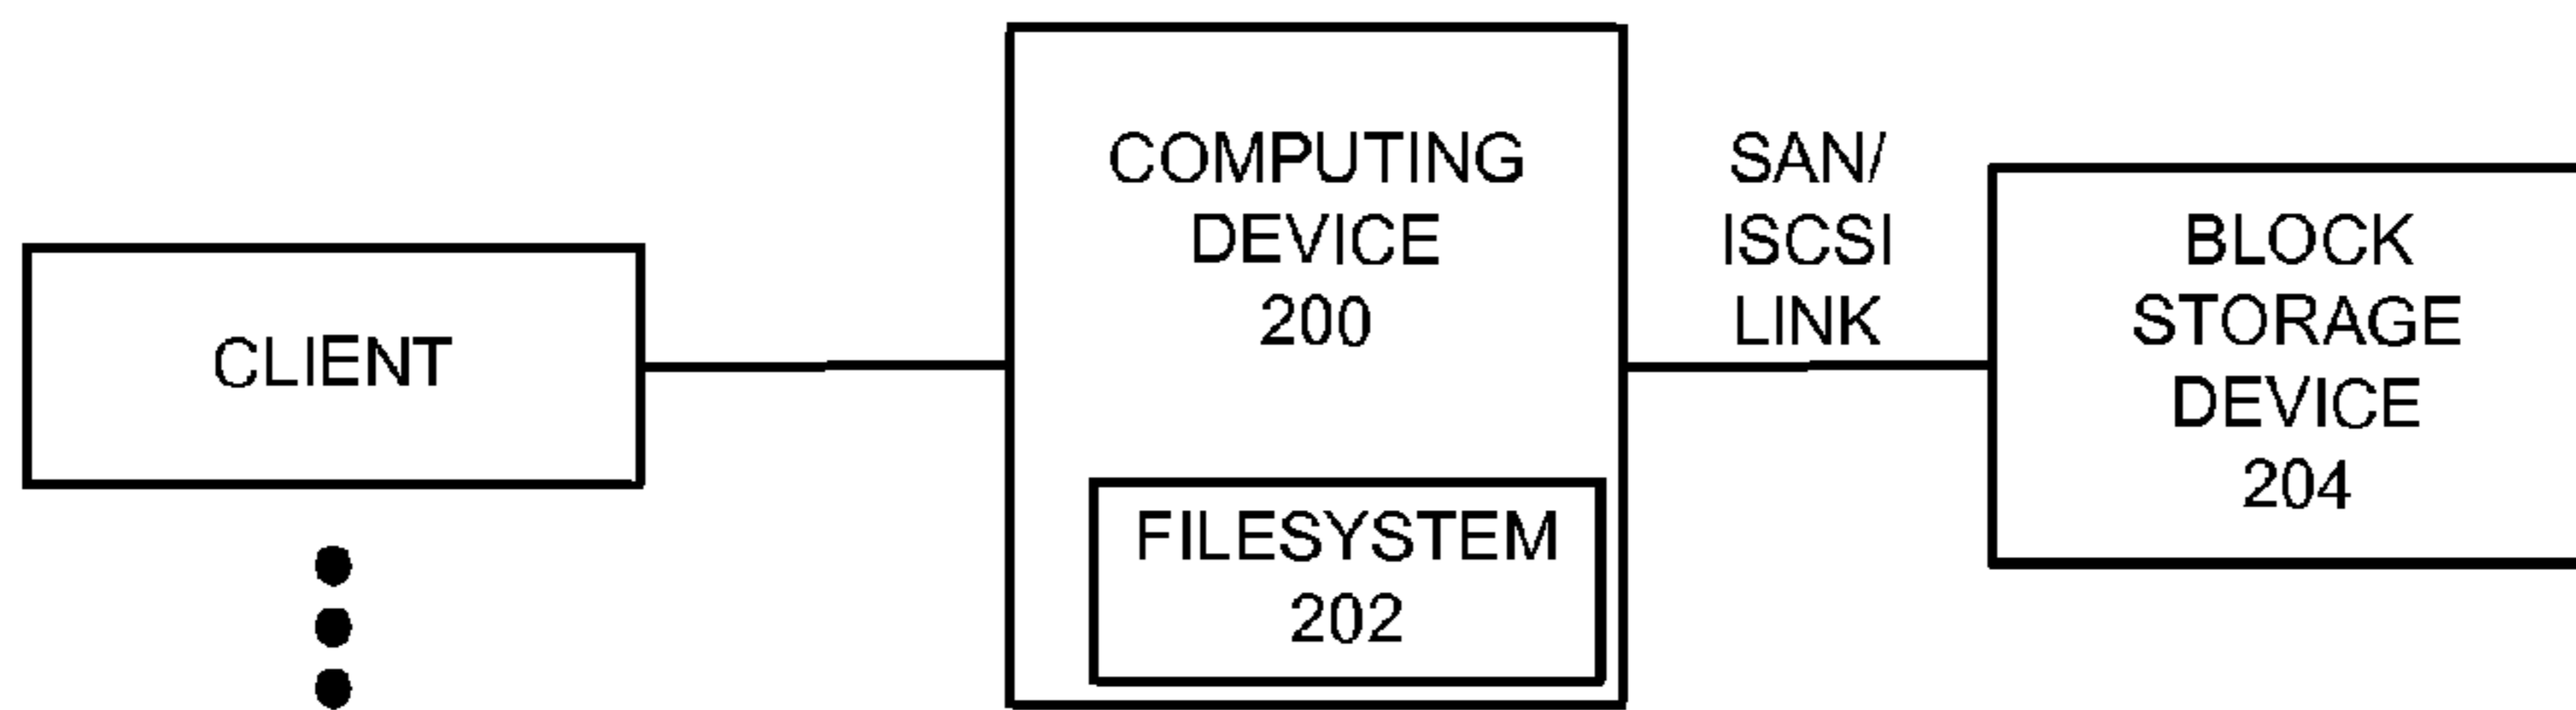 CLIENT
COMPUTING
DEVICE
200
FILESYSTEM
202
SAN/
ISCSI
LINK
BLOCK
STORAGE
DEVICE
204